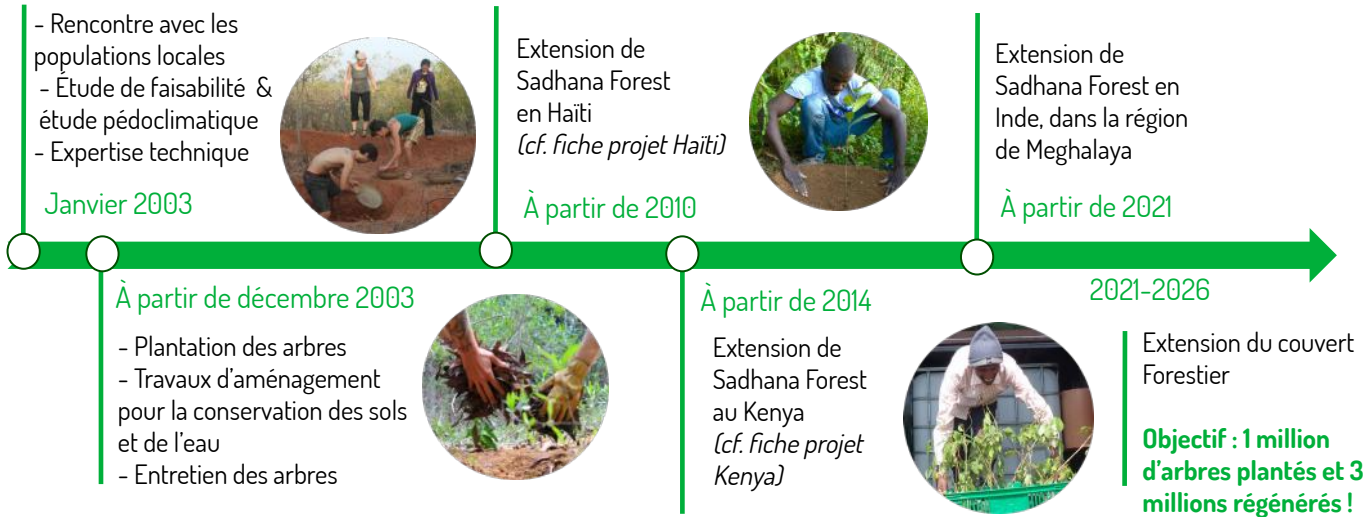 - Rencontre avec les
populations locales
- Étude de faisabilité &
étude pédoclimatique
- Expertise technique
Janvier 2003
À partir de décembre 2003
- Plantation des arbres
- Travaux d'aménagement
pour la conservation des sols
et de l'eau
- Entretien des arbres
Extension de
Sadhana Forest
en Haïti
(cf. fiche projet Haïti)
À partir de 2010
À partir de 2014
Extension de
Sadhana Forest
au Kenya
(cf. fiche projet
Kenya)
Extension de
Sadhana Forest en
Inde, dans la région
de Meghalaya
À partir de 2021
2021-2026
Extension du couvert
Forestier
Objectif : 1 million
d'arbres plantés et 3
millions régénérés !